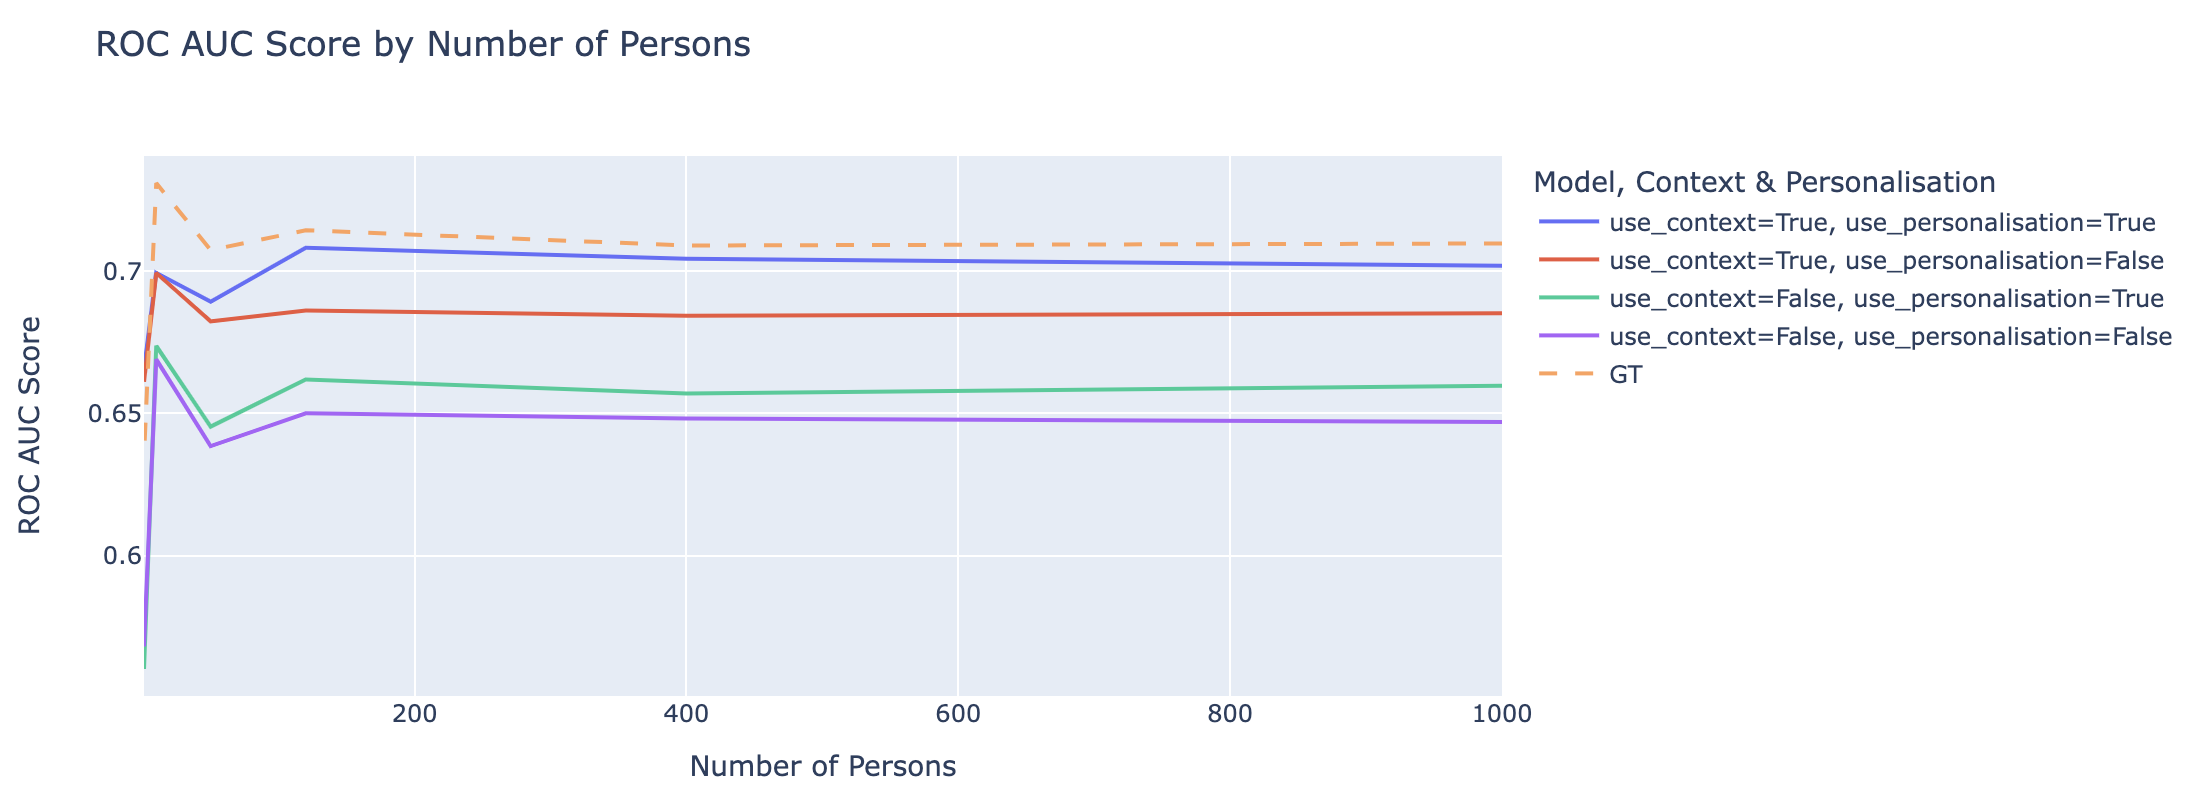 ROC AUC Score by Number of Persons
Model, Context & Personalisation
use_context=True, use_personalisation=True
use_context=True, use_personalisation=False
use_context=False, use_personalisation=True
use_context=False, use_personalisation=False
GT
ROC AUC Score
0.7
0.65
0.6
200
400
600
800
1000
Number of Persons